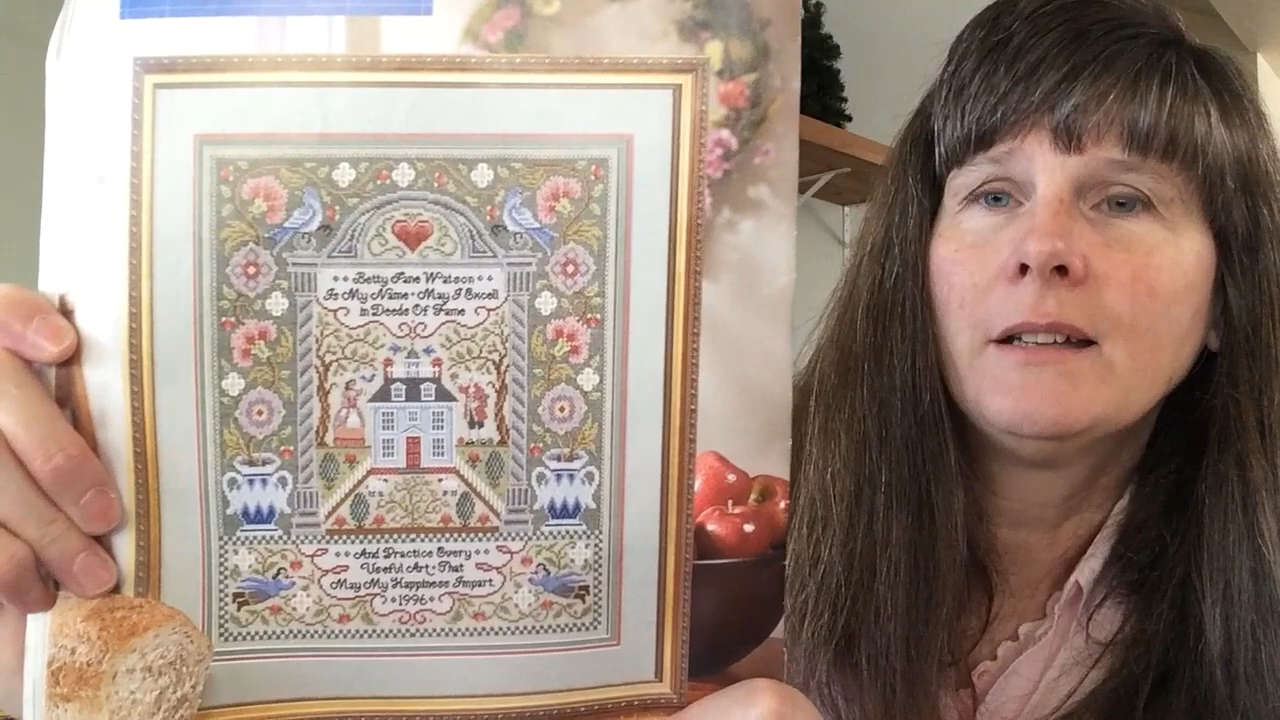 Betty Jane Watson
Is My Name • May I Excell
in Deeds Of Fame
And Practice Every
Useful Art • That
May My Happiness Impart
1996